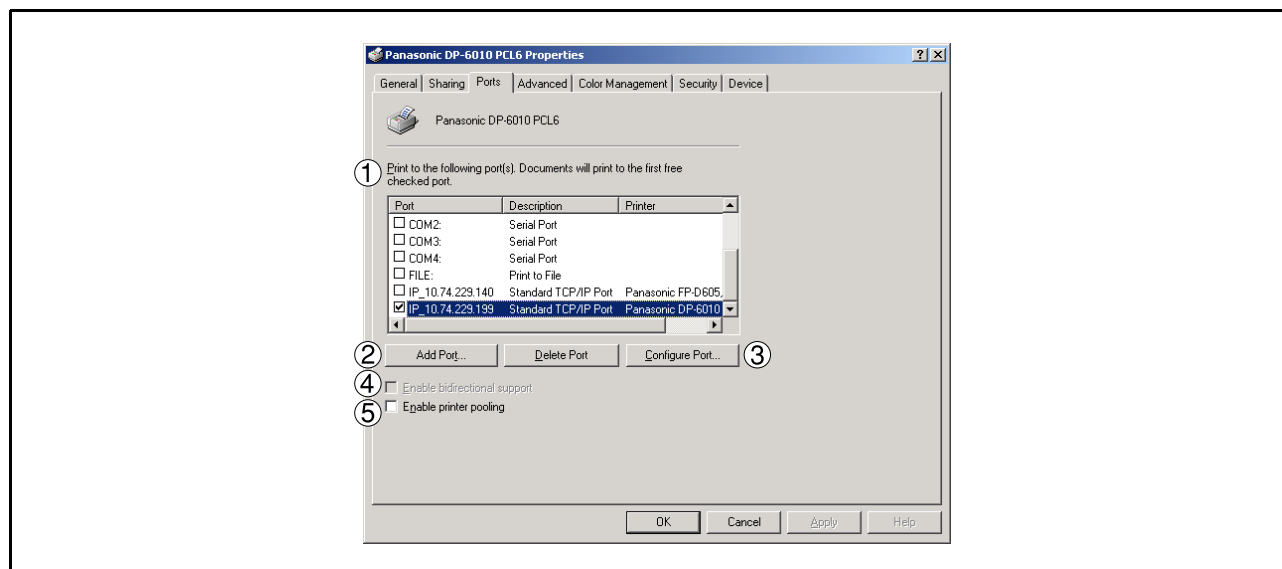 Panasonic DP-6010 PCL6 Properties
General Sharing Ports Advanced Color Management Security Device
Panasonic DP-6010 PCL6
① Print to the following port(s). Documents will print to the first free
checked port.
Port Description Printer
COM2: Serial Port
COM3: Serial Port
COM4: Serial Port
FILE: Print to File
IP_10.74.229.140 Standard TCP/IP Port Panasonic FP-D605,
IP_10.74.229.199 Standard TCP/IP Port Panasonic DP-6010
② Add Port... Delete Port Configure Port... ③
④ Enable bidirectional support
⑤ Enable printer pooling
OK Cancel Apply Help